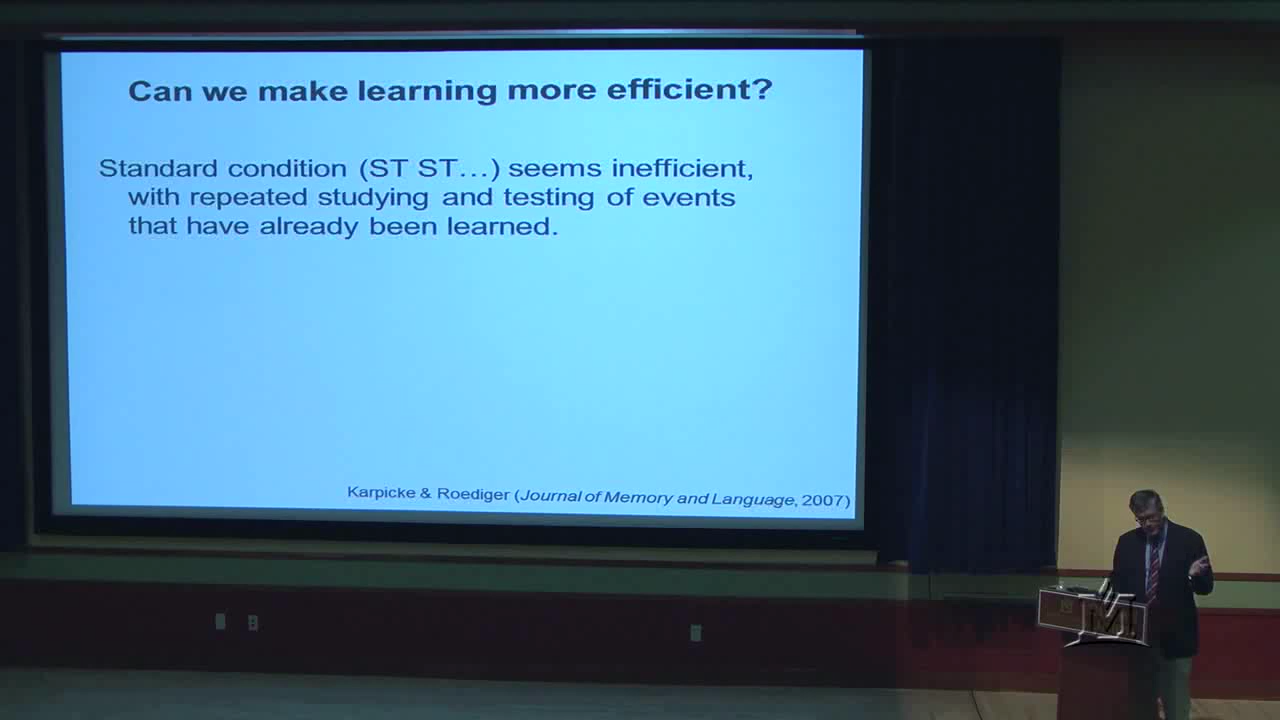 Can we make learning more efficient?
Standard condition (ST ST…) seems inefficient,
with repeated studying and testing of events
that have already been learned.
Karpicke & Roediger (Journal of Memory and Language, 2007)
M